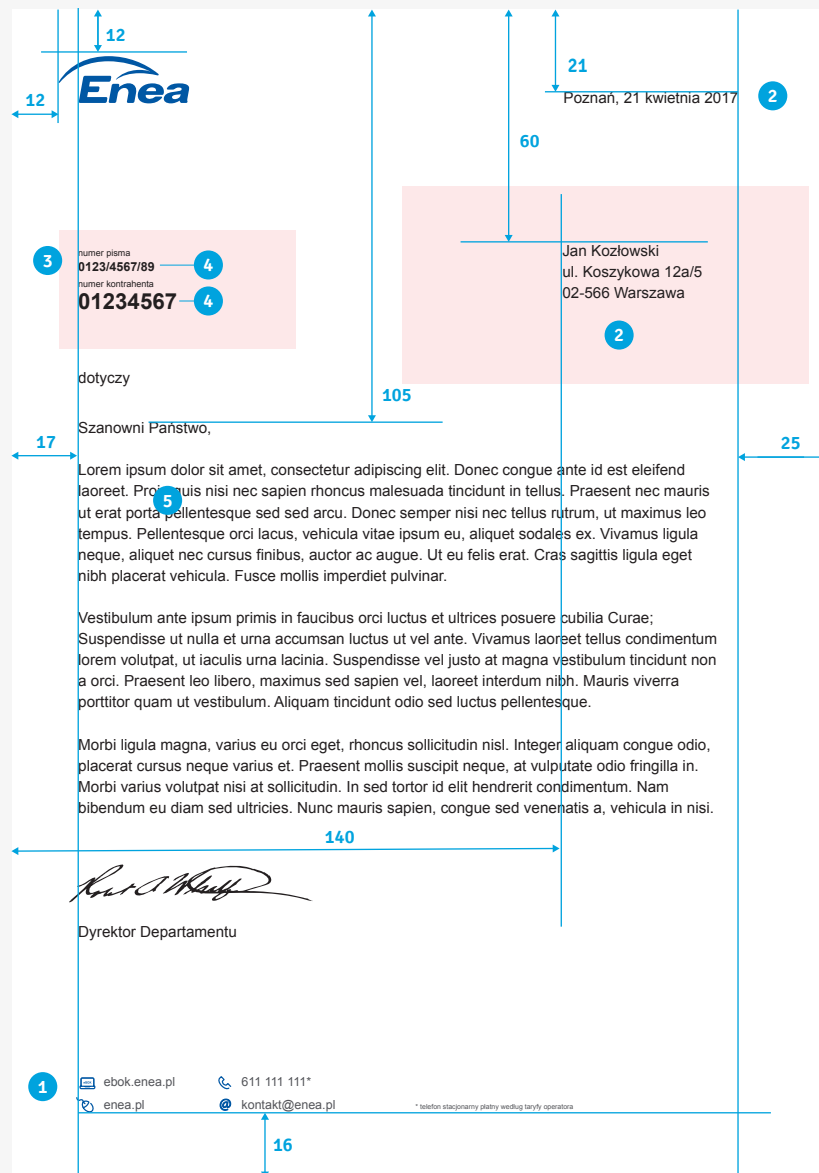 12
12
Enea
21
Poznań, 21 kwietnia 2017
2
60
3
numer pisma
0123/4567/89
4
numer kontrahenta
01234567
4
Jan Kozłowski
ul. Koszykowa 12a/5
02-566 Warszawa
2
dotyczy
105
Szanowni Państwo,
17
25
Lorem ipsum dolor sit amet, consectetur adipiscing elit. Donec congue ante id est eleifend
laoreet. Proin quis nisi nec sapien rhoncus malesuada tincidunt in tellus. Praesent nec mauris
5
ut erat porta pellentesque sed sed arcu. Donec semper nisi nec tellus rutrum, ut maximus leo
tempus. Pellentesque orci lacus, vehicula vitae ipsum eu, aliquet sodales ex. Vivamus ligula
neque, aliquet nec cursus finibus, auctor ac augue. Ut eu felis erat. Cras sagittis ligula eget
nibh placerat vehicula. Fusce mollis imperdiet pulvinar.
Vestibulum ante ipsum primis in faucibus orci luctus et ultrices posuere cubilia Curae;
Suspendisse ut nulla et urna accumsan luctus ut vel ante. Vivamus laoreet tellus condimentum
lorem volutpat, ut iaculis urna lacinia. Suspendisse vel justo at magna vestibulum tincidunt non
a orci. Praesent leo libero, maximus sed sapien vel, laoreet interdum nibh. Mauris viverra
porttitor quam ut vestibulum. Aliquam tincidunt odio sed luctus pellentesque.
Morbi ligula magna, varius eu orci eget, rhoncus sollicitudin nisl. Integer aliquam congue odio,
placerat cursus neque varius et. Praesent mollis suscipit neque, at vulputate odio fringilla in.
Morbi varius volutpat nisi at sollicitudin. In sed tortor id elit hendrerit condimentum. Nam
bibendum eu diam sed ultricies. Nunc mauris sapien, congue sed venenatis a, vehicula in nisi.
140
Dyrektor Departamentu
1
ebok.enea.pl
611 111 111*
enea.pl
@ kontakt@enea.pl
* telefon stacjonarny płatny według taryfy operatora
16